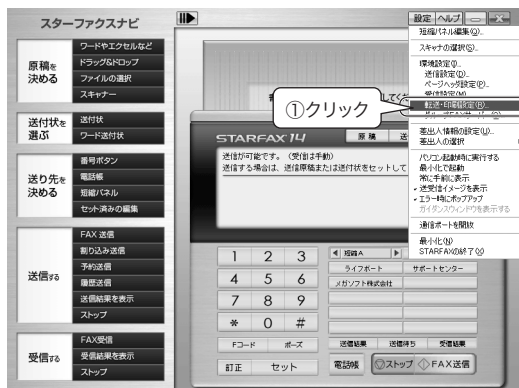 スターファクスナビ
原稿を
決める
ワードやエクセルなど
ドラッグ&ドロップ
ファイルの選択
スキャナー
送付状を
選ぶ
送付状
ワード送付状
送り先を
決める
番号ボタン
電話帳
短縮パネル
セット済みの編集
送信する
FAX 送信
割り込み送信
予約送信
履歴送信
送信結果を表示
ストップ
受信する
FAX受信
受信結果を表示
ストップ
設定 ヘルプ
短縮パネル編集(Q)...
スキャナの選択(S)...
環境設定(I)...
送信設定(D)...
ページヘッダ設定(P)...
受信設定(M)...
転送・印刷設定(R)...
差出人情報の設定(U)...
差出人の選択
パソコン起動時に実行する
最小化で起動
常に手前に表示
送受信イメージを表示
エラー時にポップアップ
ガイダンスウィンドウを表示する
通信ポートを開放
最小化(N)
STARFAXの終了(X)
①クリック
STARFAX 14
原 稿
送信が可能です。 (受信は手動)
送信する場合は、送信原稿または送付状をセットして
1 2 3
4 5 6
7 8 9
* 0 #
Fコード ポーズ
訂正 セット
短縮A
ライフボート サポートセンター
メガソフト株式会社
送信結果 送信待ち 受信結果
電話帳 ストップ FAX送信